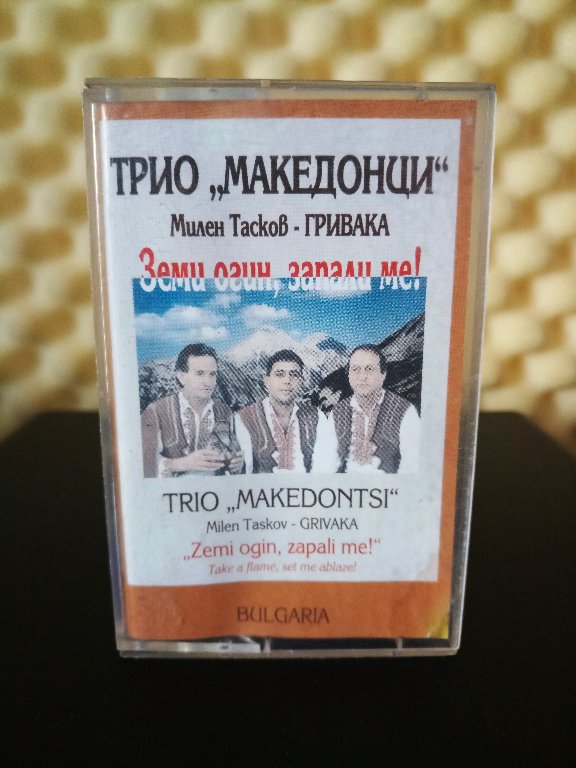 ТРИО „МАКЕДОНЦИ“
Милен Тасков - ГРИВАКА
Земи огин, запали ме!
TRIO „MAKEDONTSI“
Milen Taskov - GRIVAKA
„Zemi ogin, zapali me!“
Take a flame, set me ablaze!
BULGARIA